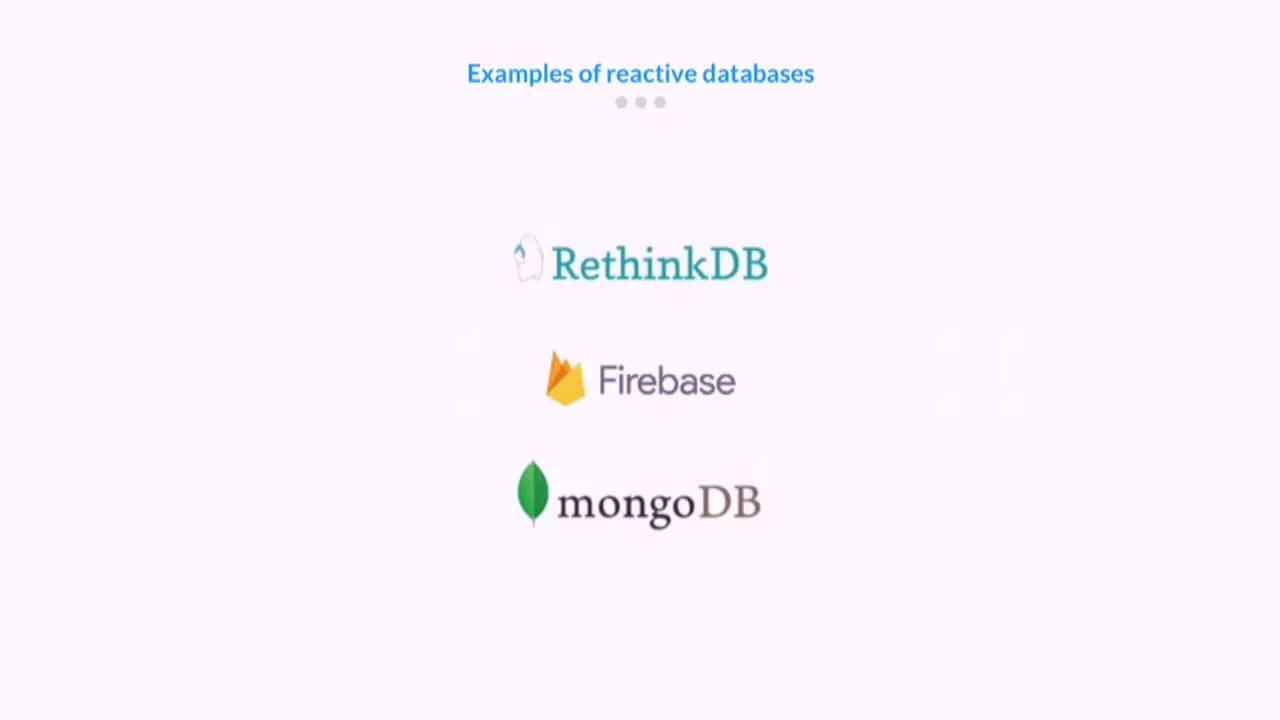 Examples of reactive databases
RethinkDB
Firebase
mongoDB